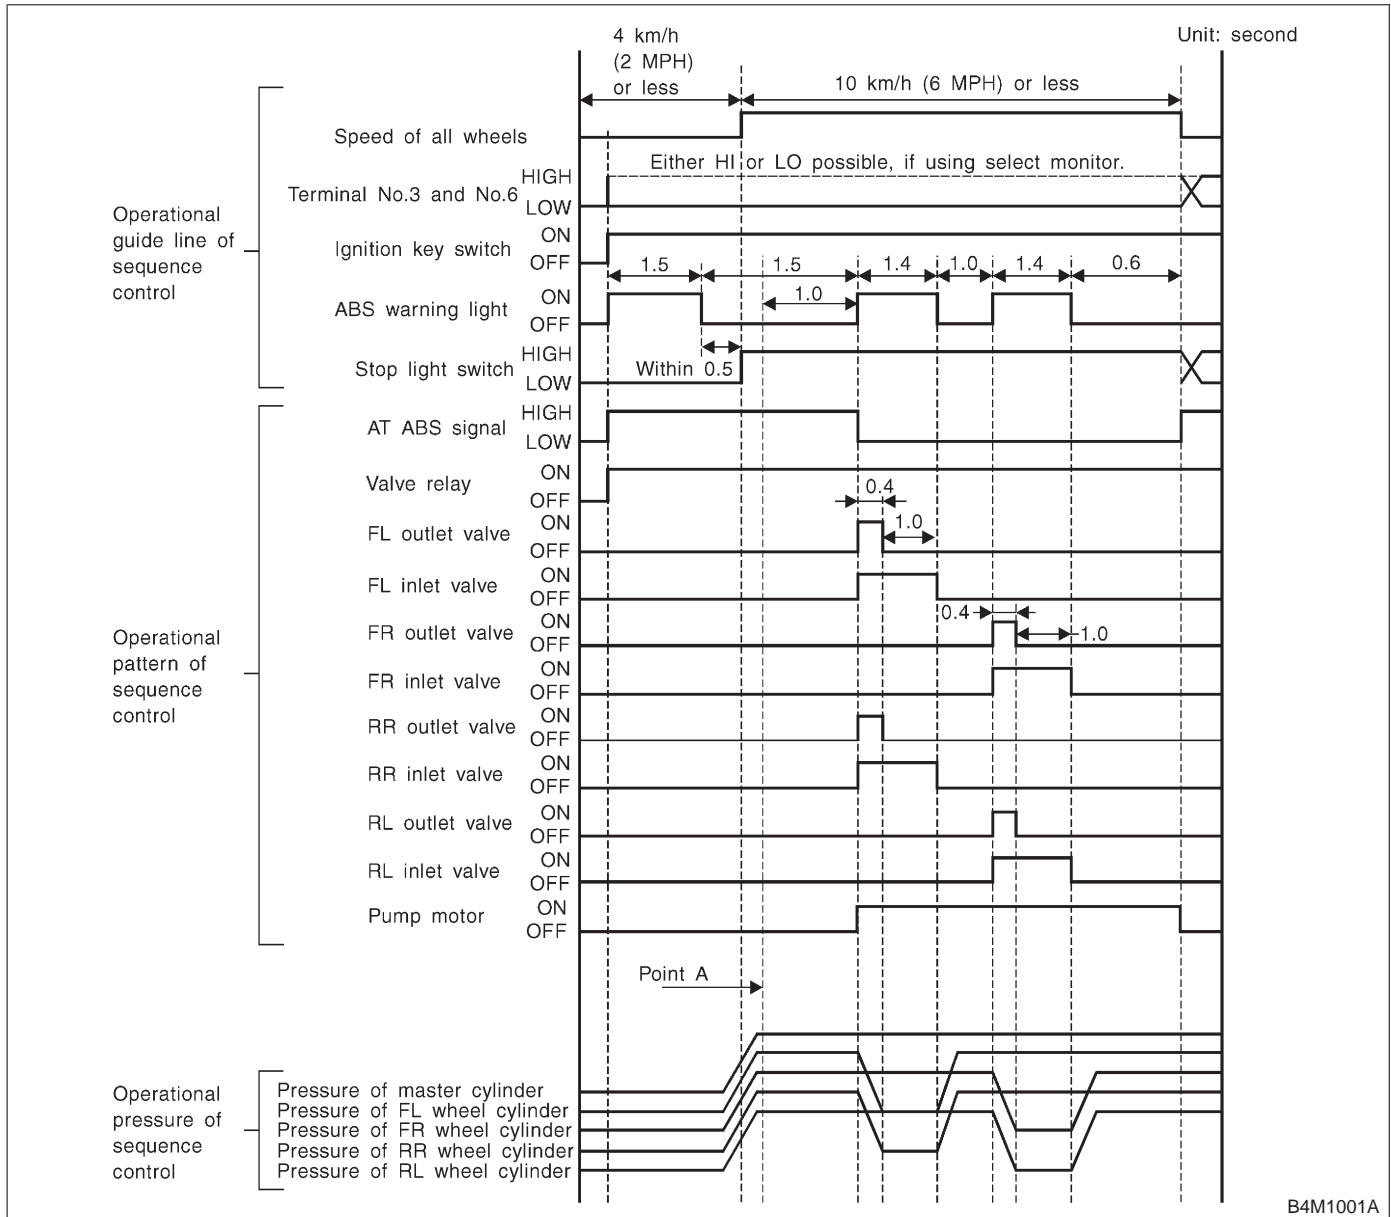 4 km/h
(2 MPH)
or less
Unit: second
10 km/h (6 MPH) or less
Speed of all wheels
Either HI or LO possible, if using select monitor.
HIGH
Terminal No.3 and No.6
LOW
Operational
guide line of
sequence
control
ON
Ignition key switch
OFF
1.5
1.5
1.4
1.0
1.4
0.6
ON
1.0
ABS warning light
OFF
HIGH
Stop light switch
Within 0.5
LOW
HIGH
AT ABS signal
LOW
ON
Valve relay
OFF
0.4
ON
1.0
FL outlet valve
OFF
ON
FL inlet valve
OFF
0.4
ON
FR outlet valve
1.0
OFF
Operational
pattern of
sequence
control
ON
FR inlet valve
OFF
ON
RR outlet valve
OFF
ON
RR inlet valve
OFF
ON
RL outlet valve
OFF
ON
RL inlet valve
OFF
ON
Pump motor
OFF
Point A
Operational
pressure of
sequence
control
Pressure of master cylinder
Pressure of FL wheel cylinder
Pressure of FR wheel cylinder
Pressure of RR wheel cylinder
Pressure of RL wheel cylinder
B4M1001A